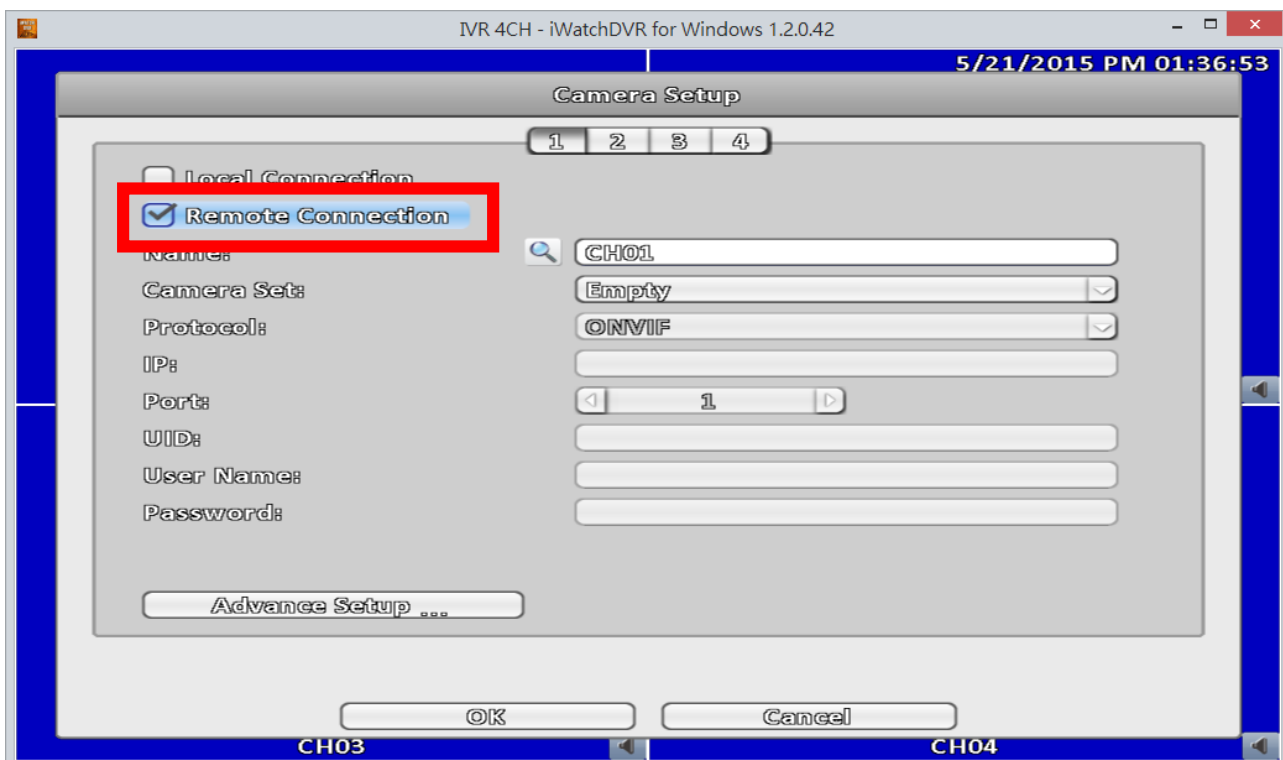 IVR 4CH - iWatchDVR for Windows 1.2.0.42
5/21/2015 PM 01:36:53
Camera Setup
1 2 3 4
Local Connection
Remote Connection
Name: CH01
Camera Set: Empty
Protocol: ONVIF
IP:
Port: 1
UID:
User Name:
Password:
Advance Setup ...
OK Cancel
CH03 CH04